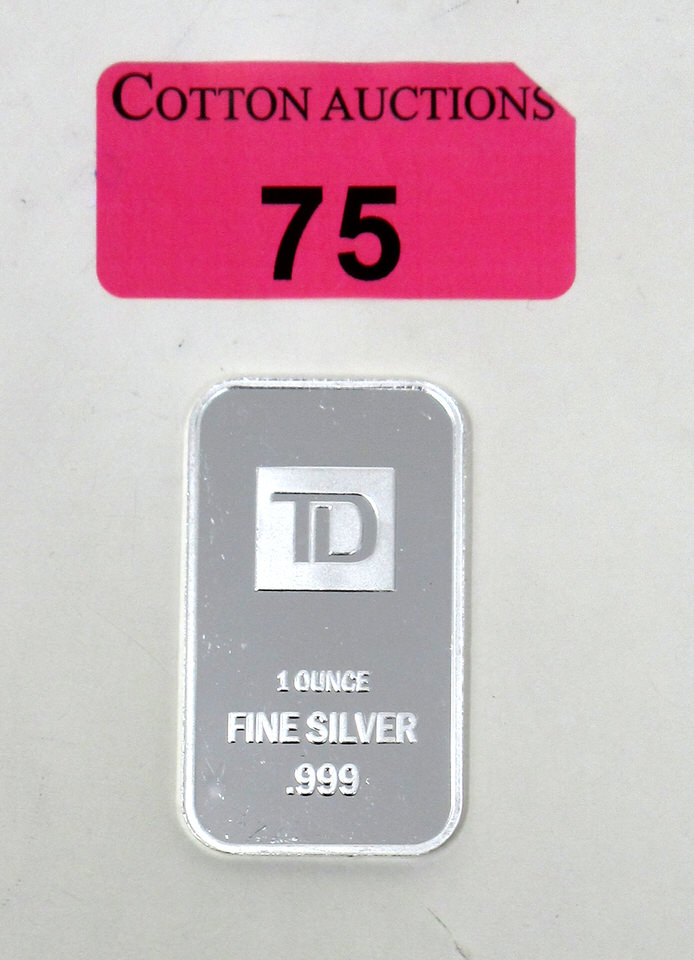 COTTON AUCTIONS
75
TD
1 OUNCE
FINE SILVER
.999